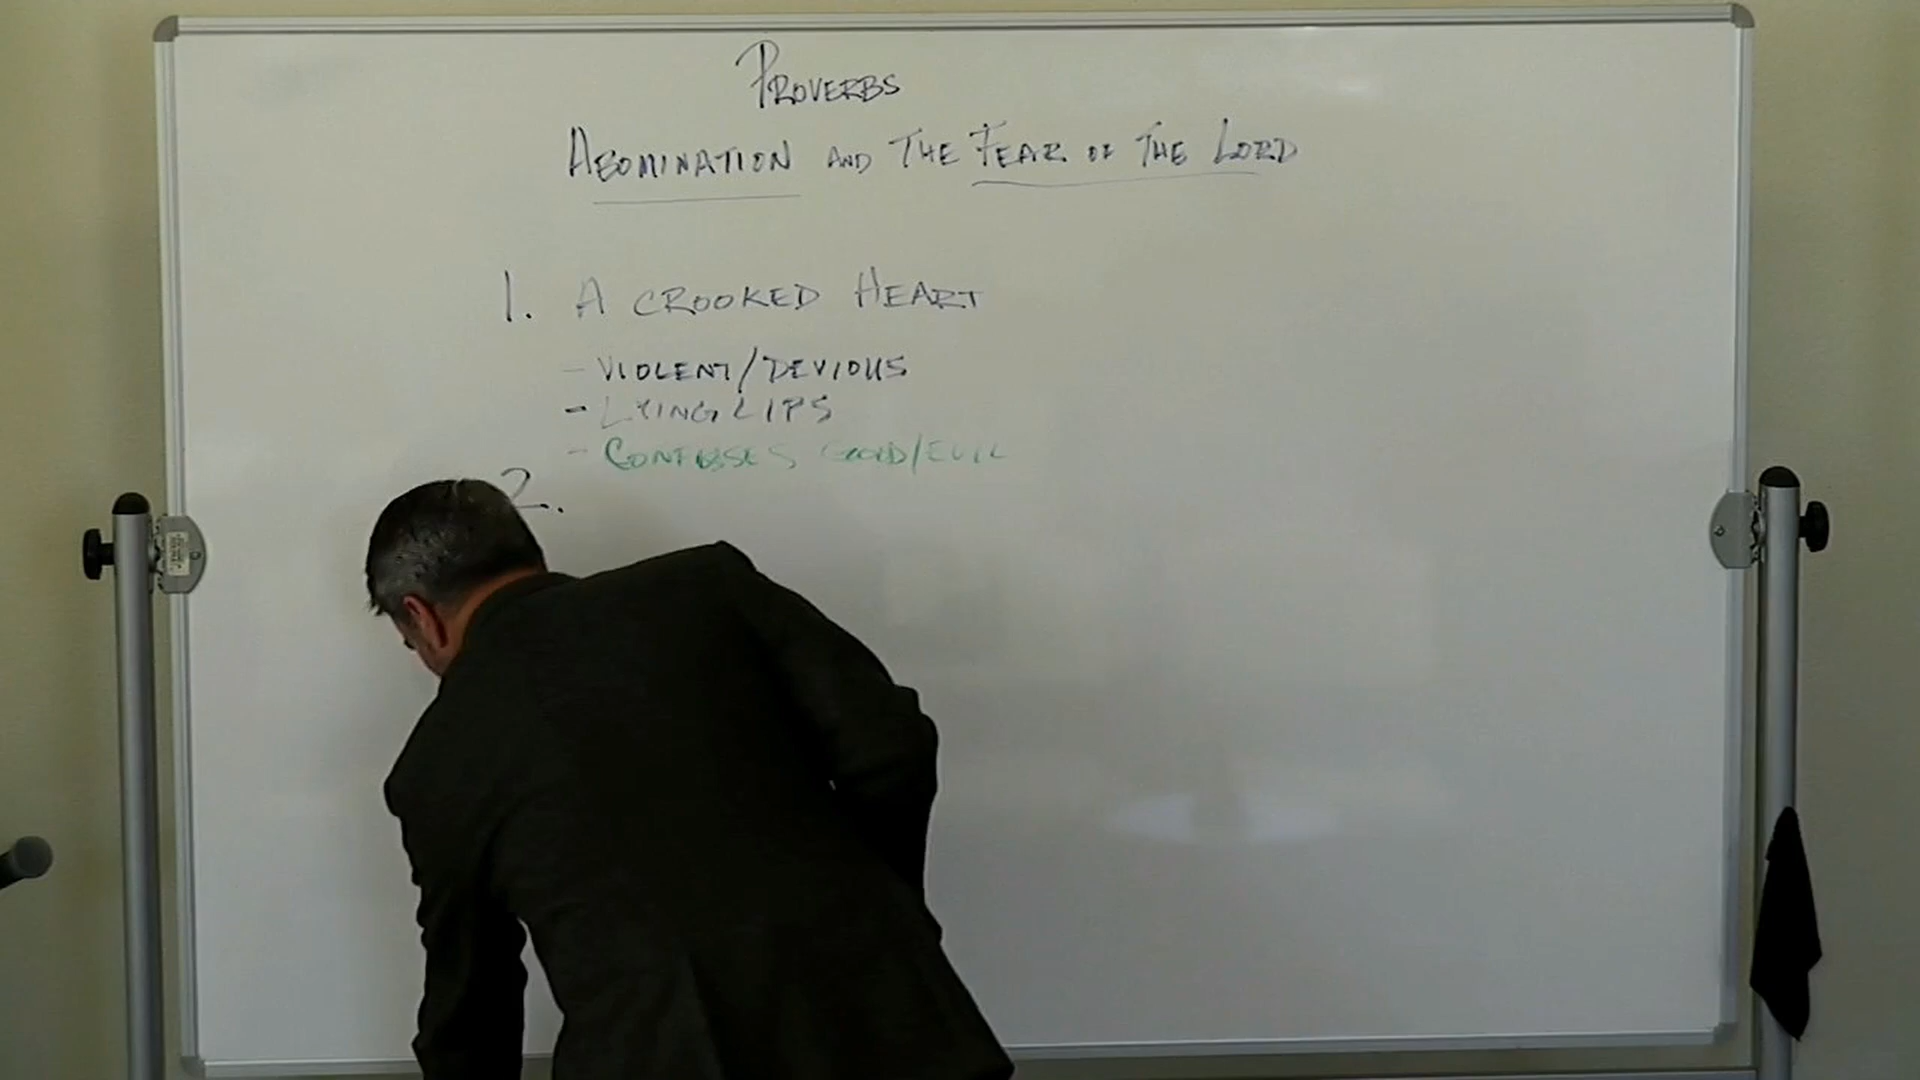 Proverbs
Abomination and The Fear of The Lord
1. A crooked Heart
- Violent/Devious
- Lying Lips
- Confuses Good/Evil
2.